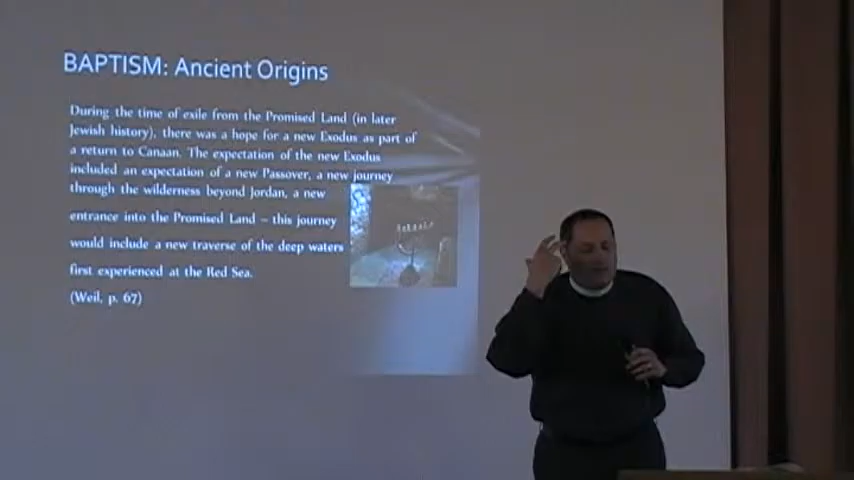 BAPTISM: Ancient Origins
During the time of exile from the Promised Land (in later
Jewish history), there was a hope for a new Exodus as part of
a return to Canaan. The expectation of the new Exodus
included an expectation of a new Passover, a new journey
through the wilderness beyond Jordan, a new
entrance into the Promised Land – this journey
would include a new traverse of the deep waters
first experienced at the Red Sea.
(Weil, p. 67)